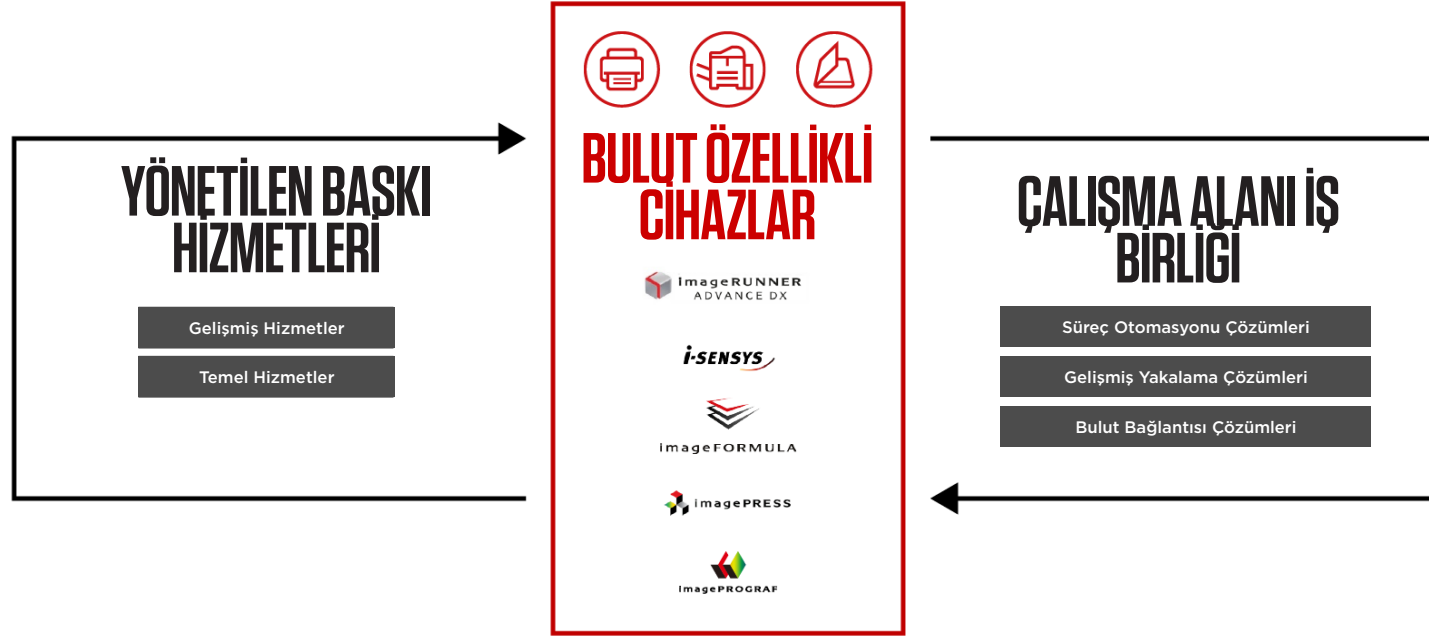 YÖNETİLEN BASKI
HİZMETLERİ
Gelişmiş Hizmetler
Temel Hizmetler
BULUT ÖZELLİKLİ
CİHAZLAR
imageRUNNER
ADVANCE DX
i-SENSYS
imageFORMULA
imagePRESS
imagePROGRAF
ÇALIŞMA ALANI İŞ
BİRLİĞİ
Süreç Otomasyonu Çözümleri
Gelişmiş Yakalama Çözümleri
Bulut Bağlantısı Çözümleri